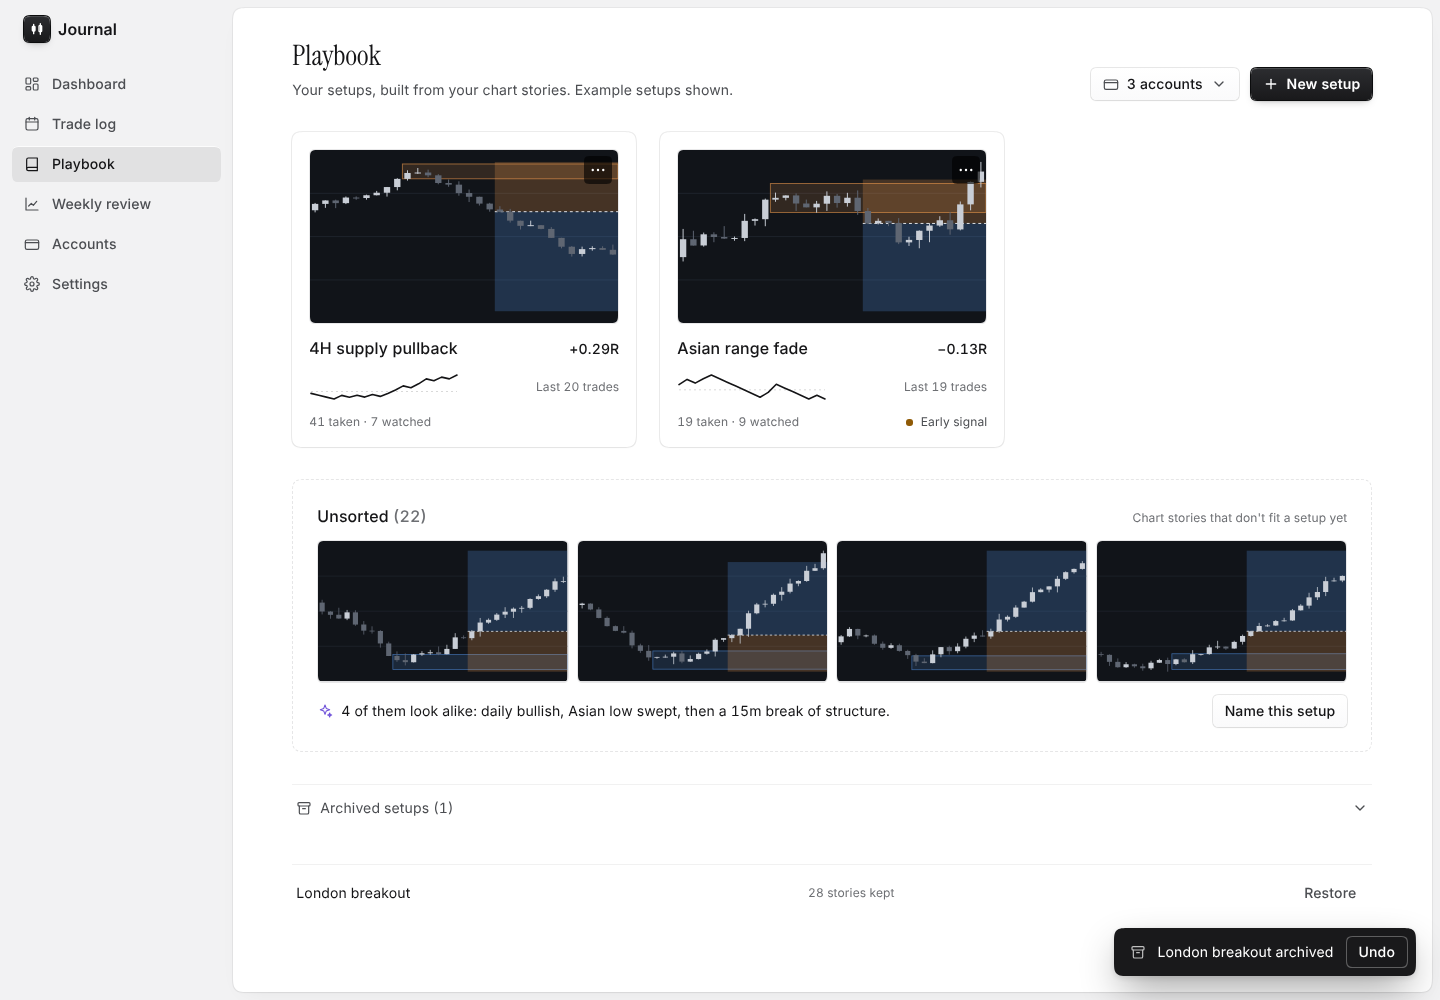 Journal
Dashboard
Trade log
Playbook
Weekly review
Accounts
Settings
Playbook
Your setups, built from your chart stories. Example setups shown.
3 accounts
New setup
4H supply pullback
+0.29R
Last 20 trades
41 taken · 7 watched
Asian range fade
−0.13R
Last 19 trades
19 taken · 9 watched
Early signal
Unsorted (22)
Chart stories that don't fit a setup yet
4 of them look alike: daily bullish, Asian low swept, then a 15m break of structure.
Name this setup
Archived setups (1)
London breakout
28 stories kept
Restore
London breakout archived
Undo